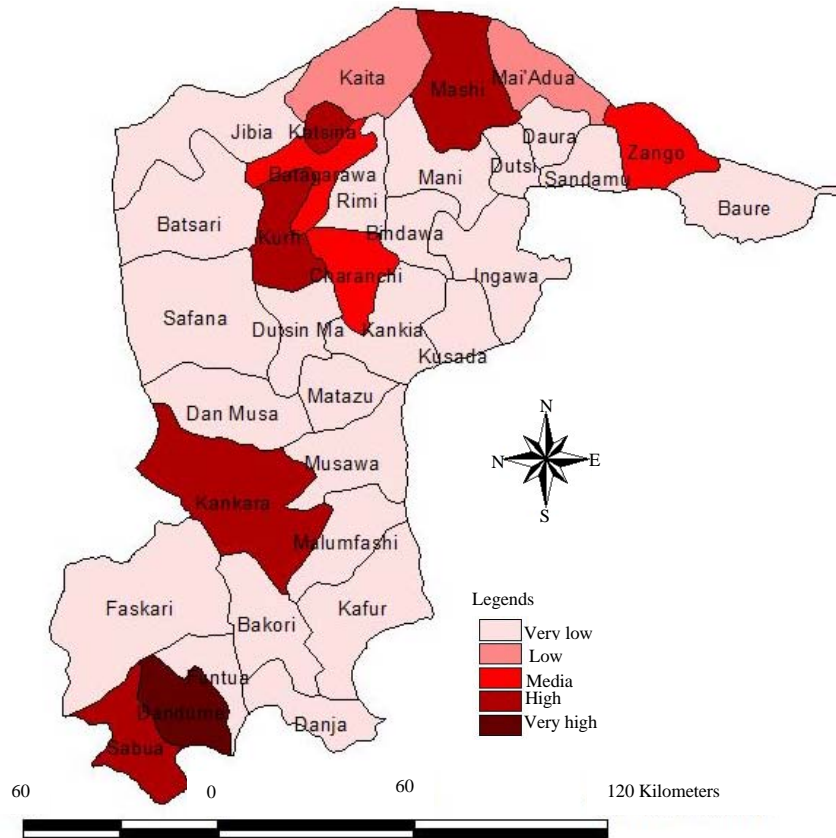 Kaita
Mai'Adua
Mashi
Jibia
Katsina
Daura
Zango
Batagarawa
Mani
Dutsi
Sandamu
Rimi
Baure
Batsari
Kurfi
Bindawa
Charanchi
Ingawa
Safana
Dutsin Ma
Kankia
Kusada
Matazu
Dan Musa
N
Musawa
N
E
Kankara
S
Malumfashi
Legends
Faskari
Kafur
Bakori
Very low
Low
Funtua
Media
High
Dandume
Danja
Very high
Sabua
60 0 60 120 Kilometers